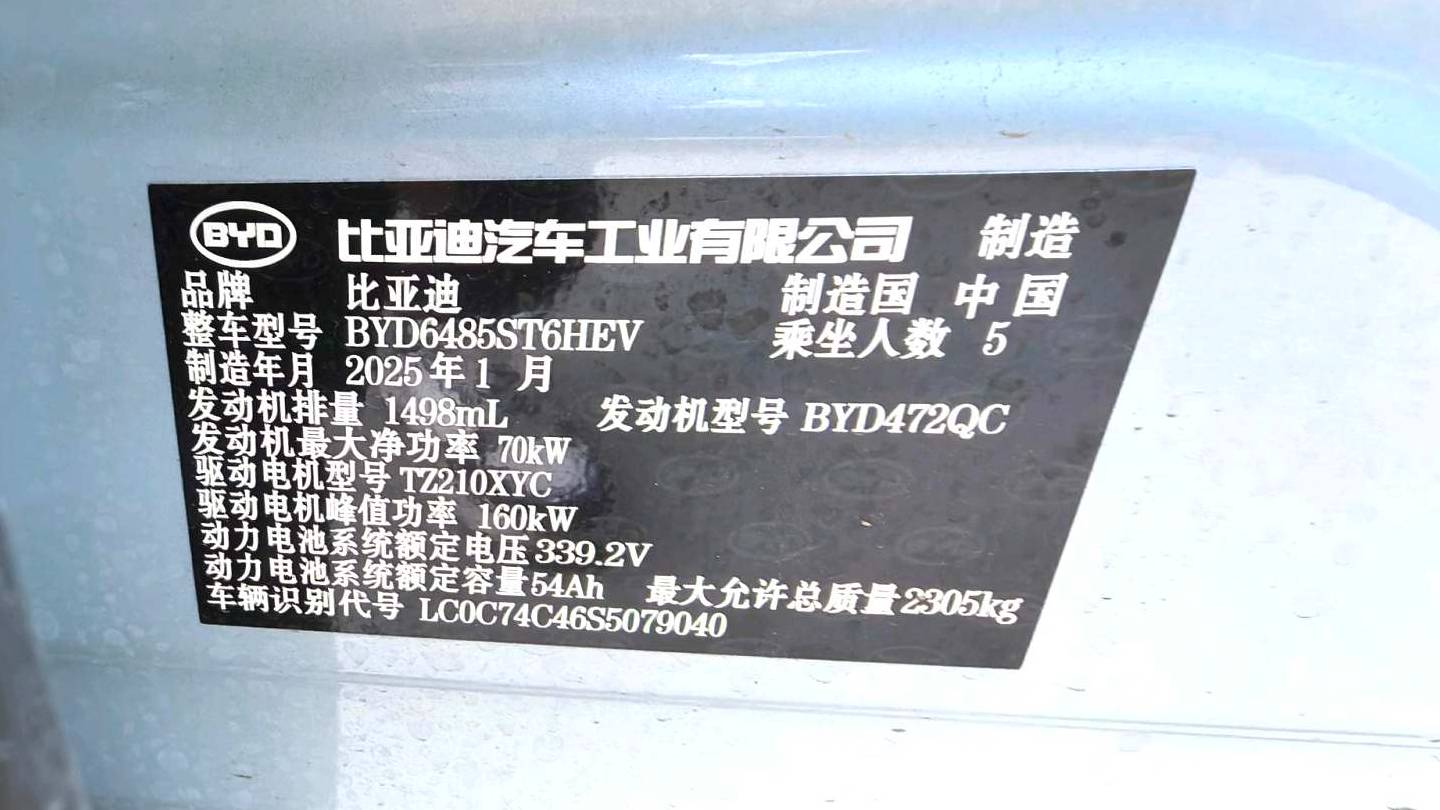 BYD 比亚迪汽车工业有限公司 制造
品牌 比亚迪 制造国 中国
整车型号 BYD6485ST6HEV 乘坐人数 5
制造年月 2025年1月
发动机排量 1498mL 发动机型号 BYD472QC
发动机最大净功率 70kW
驱动电机型号 TZ210XYC
驱动电机峰值功率 160kW
动力电池系统额定电压 339.2V
动力电池系统额定容量 54Ah 最大允许总质量 2305kg
车辆识别代号 LC0C74C46S5079040